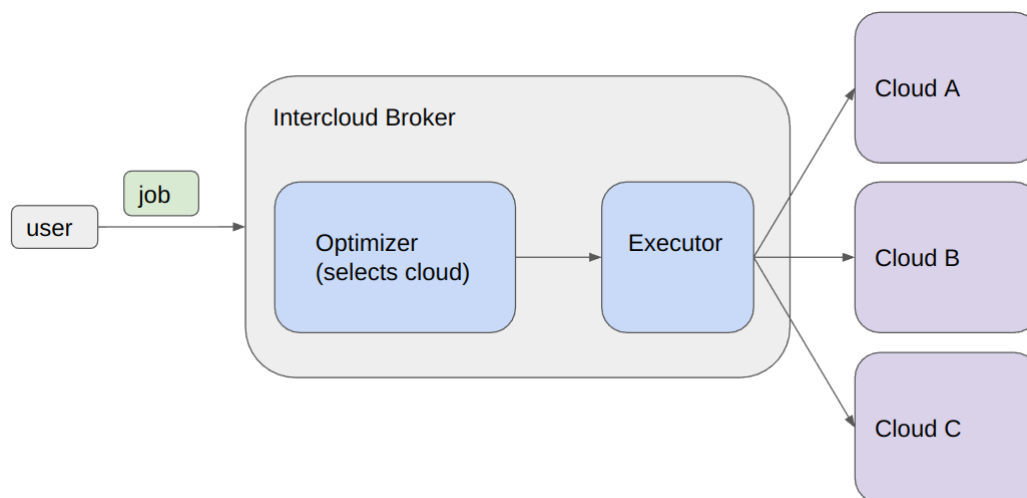 Cloud A
Intercloud Broker
job
user
Optimizer
(selects cloud)
Executor
Cloud B
Cloud C